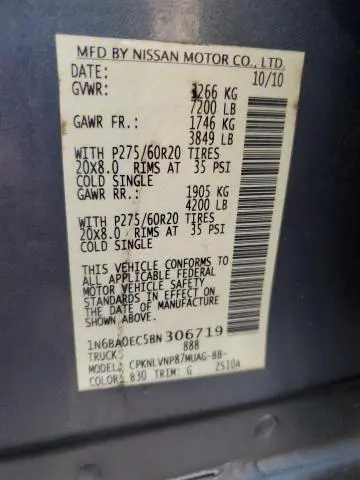 MFD BY NISSAN MOTOR CO., LTD.
DATE: 10/10
GVWR: 3266 KG
7200 LB
GAWR FR.: 1746 KG
3849 LB
WITH P275/60R20 TIRES
20X8.0 RIMS AT 35 PSI
COLD SINGLE
GAWR RR.: 1905 KG
4200 LB
WITH P275/60R20 TIRES
20X8.0 RIMS AT 35 PSI
COLD SINGLE
THIS VEHICLE CONFORMS TO
ALL APPLICABLE FEDERAL
MOTOR VEHICLE SAFETY
STANDARDS IN EFFECT ON
THE DATE OF MANUFACTURE
SHOWN ABOVE.
1N6BA0EC5BN306719
TRUCK 888
MODEL: CPKNLVNP87MUAG-BB-
COLOR: B30 TRIM: G 2510A